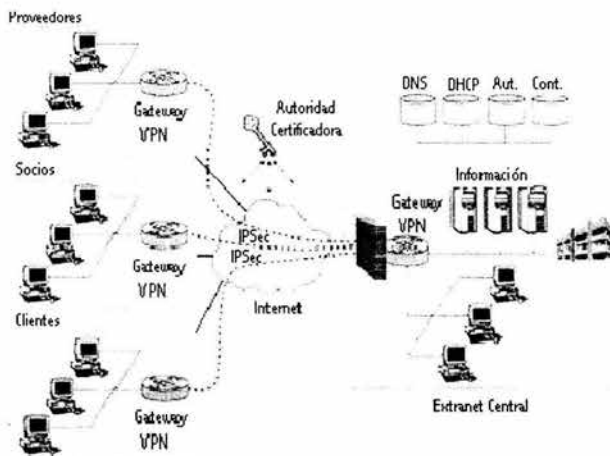 Proveedores
Gateway
VPN
Autoridad
Certificadora
DNS DHCP Aut. Cont.
Socios
Información
Gateway
VPN
Gateway
VPN
IPSec
IPSec
Internet
Clientes
Gateway
VPN
Extranet Central